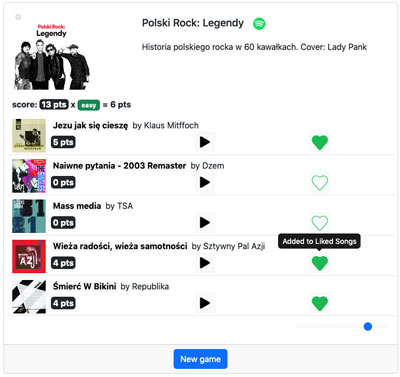 Polski Rock: Legendy
Polski Rock:
Legendy
Historia polskiego rocka w 60 kawałkach. Cover: Lady Pank
score: 13 pts x easy = 6 pts
Jezu jak się cieszę by Klaus Mitffoch
5 pts
Naiwne pytania - 2003 Remaster by Dzem
0 pts
Mass media by TSA
0 pts
Added to Liked Songs
Wieża radości, wieża samotności by Sztywny Pal Azji
4 pts
Śmierć W Bikini by Republika
4 pts
New game